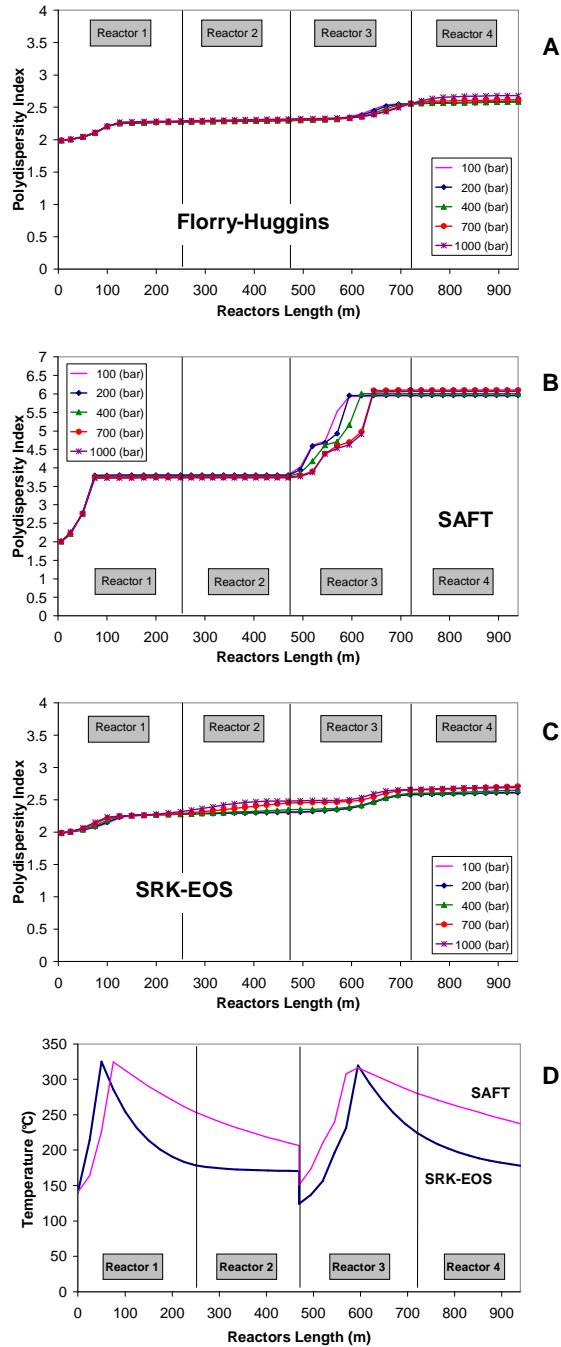 A
Polydispersity Index
4
3.5
3
2.5
2
1.5
1
0.5
0
Reactor 1 Reactor 2 Reactor 3 Reactor 4
Florry-Huggins
100 (bar)
200 (bar)
400 (bar)
700 (bar)
1000 (bar)
0 100 200 300 400 500 600 700 800 900
Reactors Length (m)
B
Polydispersity Index
7
6.5
6
5.5
5
4.5
4
3.5
3
2.5
2
1.5
1
0.5
0
100 (bar)
200 (bar)
400 (bar)
700 (bar)
1000 (bar)
SAFT
Reactor 1 Reactor 2 Reactor 3 Reactor 4
0 100 200 300 400 500 600 700 800 900
Reactors Length (m)
C
Polydispersity Index
4
3.5
3
2.5
2
1.5
1
0.5
0
Reactor 1 Reactor 2 Reactor 3 Reactor 4
SRK-EOS
100 (bar)
200 (bar)
400 (bar)
700 (bar)
1000 (bar)
0 100 200 300 400 500 600 700 800 900
Reactors Length (m)
D
Temperature (°C)
350
300
250
200
150
100
50
0
SAFT
SRK-EOS
Reactor 1 Reactor 2 Reactor 3 Reactor 4
0 100 200 300 400 500 600 700 800 900
Reactors Length (m)